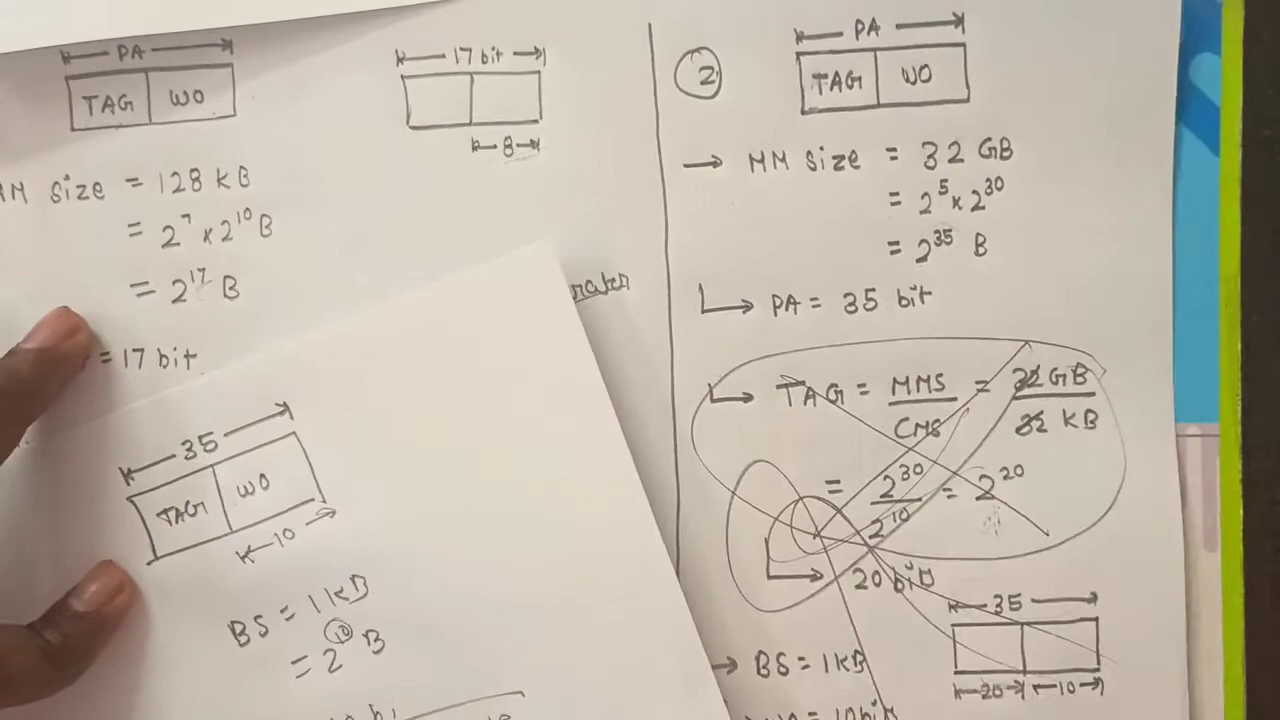 PA
TAG WO
17 bit
8
MM Size = 128 KB
= 2^7 x 2^10 B
= 2^17 B
= 17 bit
35
TAG WO
10
BS = 1 KB
= 2^10 B
2
PA
TAG WO
→ MM Size = 32 GB
= 2^5 x 2^30
= 2^35 B
↳ PA = 35 bit
↳ TAG = MMS / CMS = 32 GB / 32 KB
= 2^30 / 2^10 = 2^20
20 bit
35
20 10
→ BS = 1 KB
10 bit